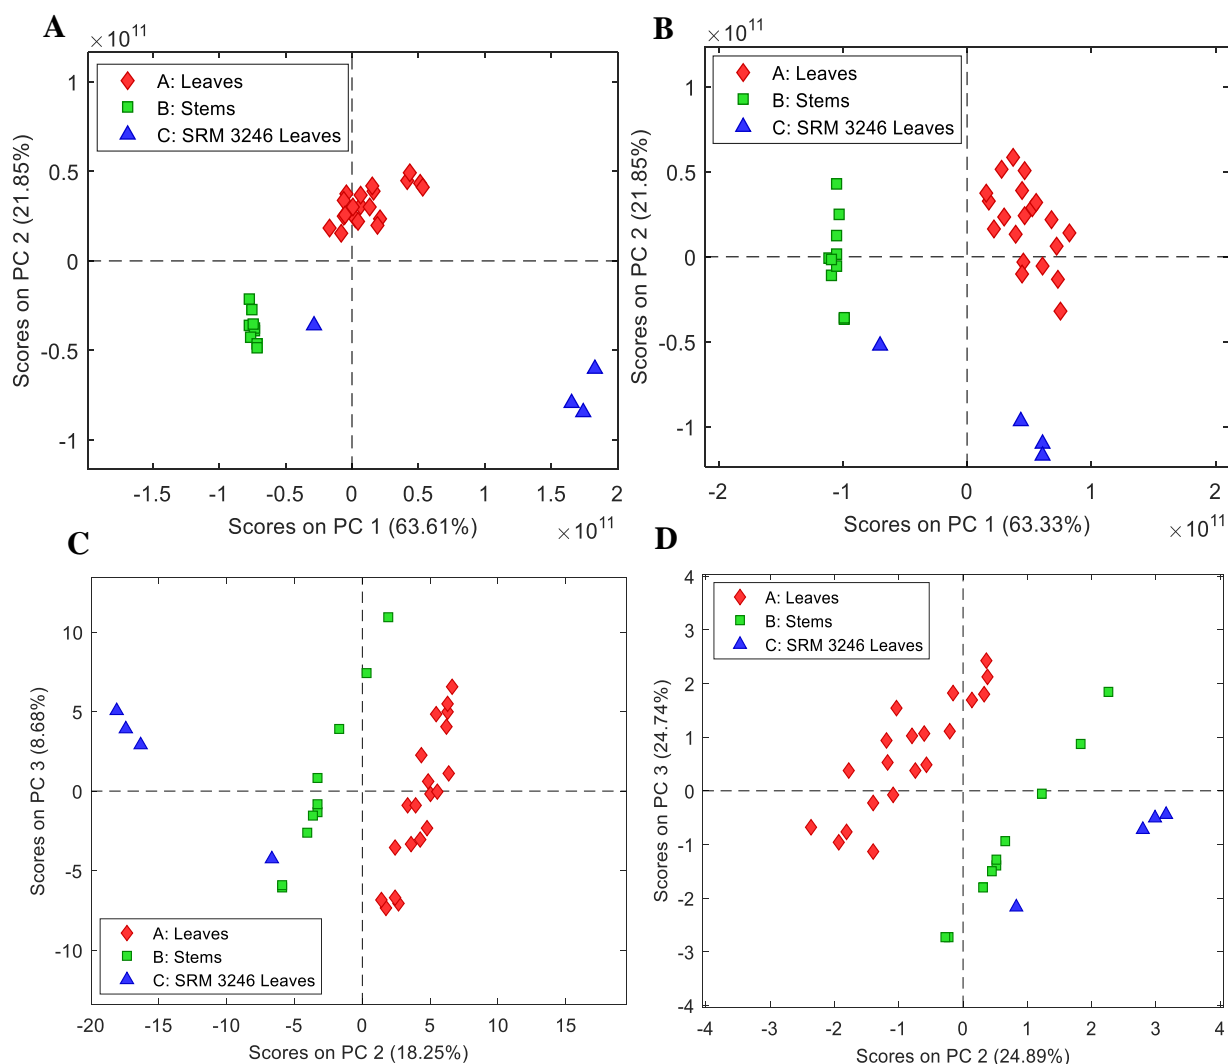 A
×10^11
A: Leaves
B: Stems
C: SRM 3246 Leaves
1
0.5
0
-0.5
-1
Scores on PC 2 (21.85%)
-1.5 -1 -0.5 0 0.5 1 1.5 2
Scores on PC 1 (63.61%)
×10^11
B
×10^11
A: Leaves
B: Stems
C: SRM 3246 Leaves
1
0.5
0
-0.5
-1
Scores on PC 2 (21.85%)
-2 -1 0 1 2
Scores on PC 1 (63.33%)
×10^11
C
10
5
0
-5
-10
Scores on PC 3 (8.68%)
A: Leaves
B: Stems
C: SRM 3246 Leaves
-20 -15 -10 -5 0 5 10 15
Scores on PC 2 (18.25%)
D
A: Leaves
B: Stems
C: SRM 3246 Leaves
4
3
2
1
0
-1
-2
-3
-4
Scores on PC 3 (24.74%)
-4 -3 -2 -1 0 1 2 3 4
Scores on PC 2 (24.89%)